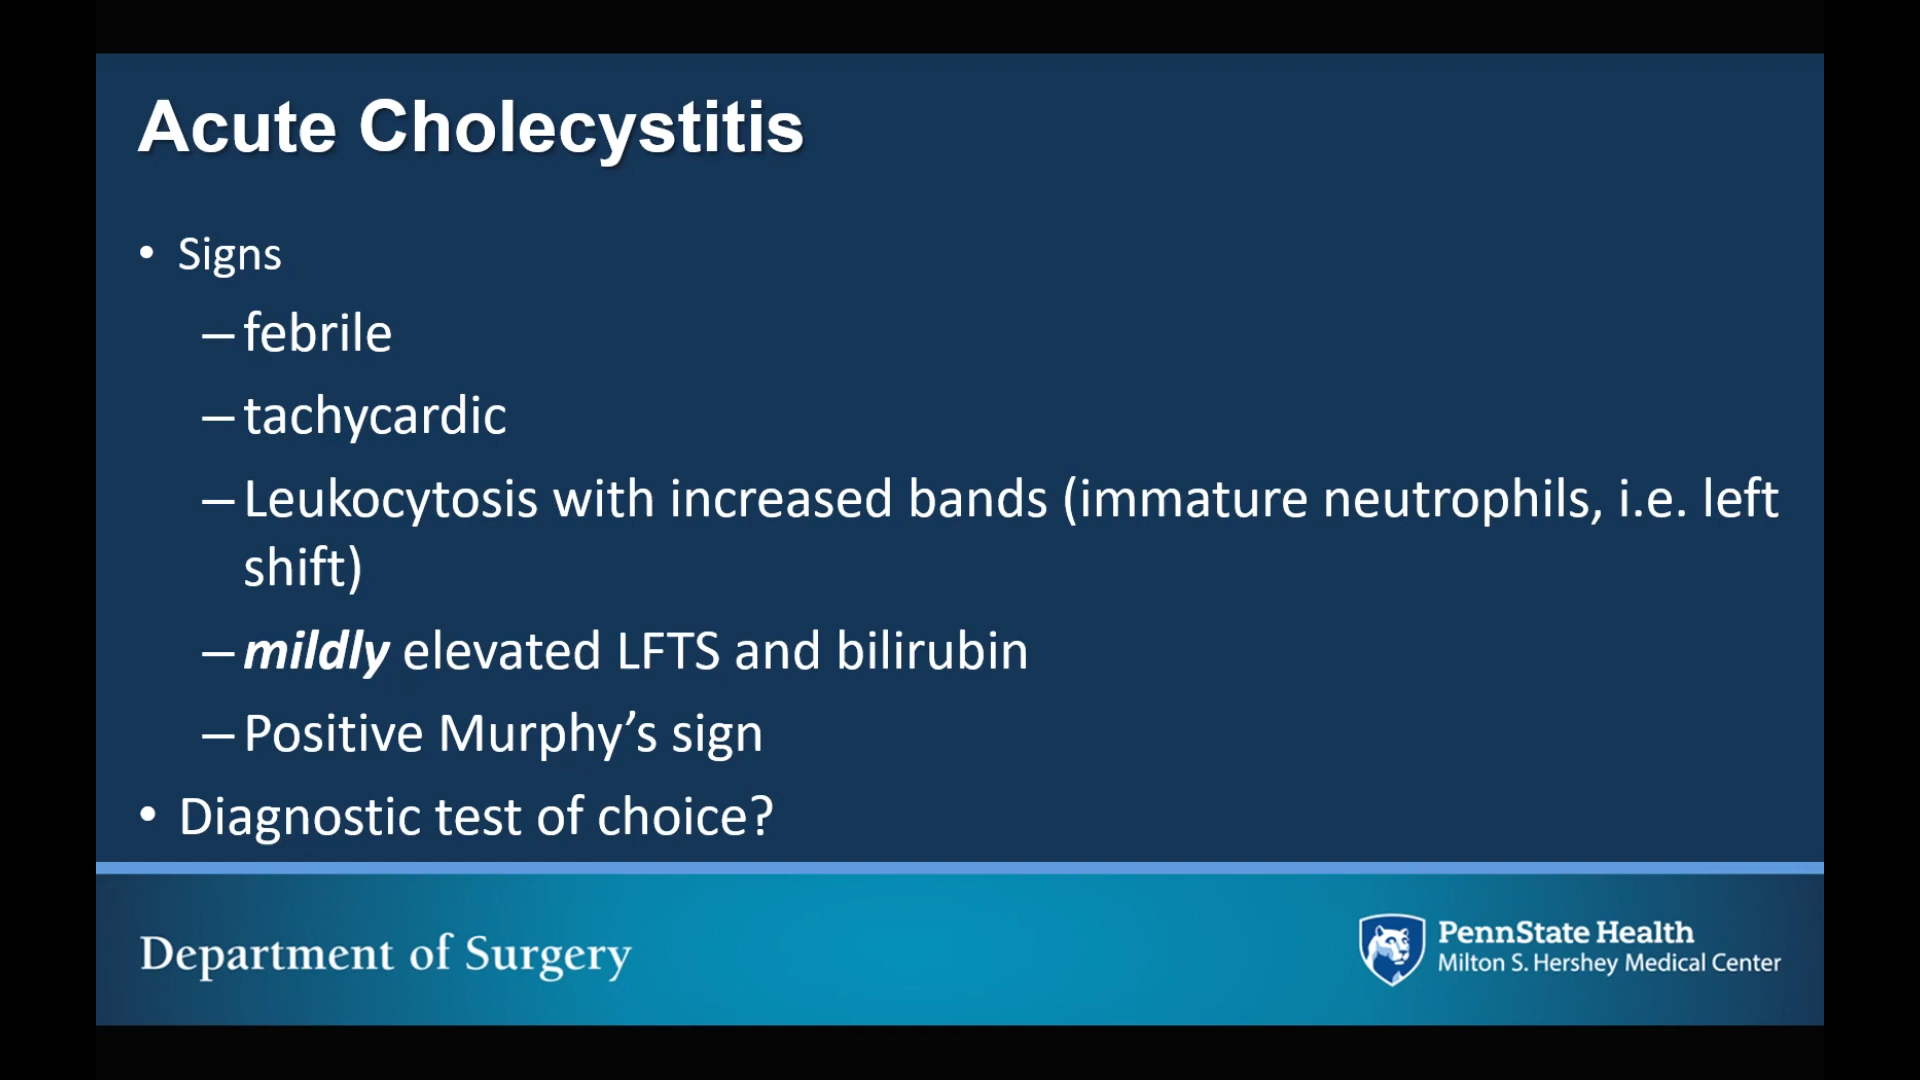 Acute Cholecystitis
• Signs
– febrile
– tachycardic
– Leukocytosis with increased bands (immature neutrophils, i.e. left
shift)
– mildly elevated LFTS and bilirubin
– Positive Murphy’s sign
• Diagnostic test of choice?
Department of Surgery
PennState Health
Milton S. Hershey Medical Center